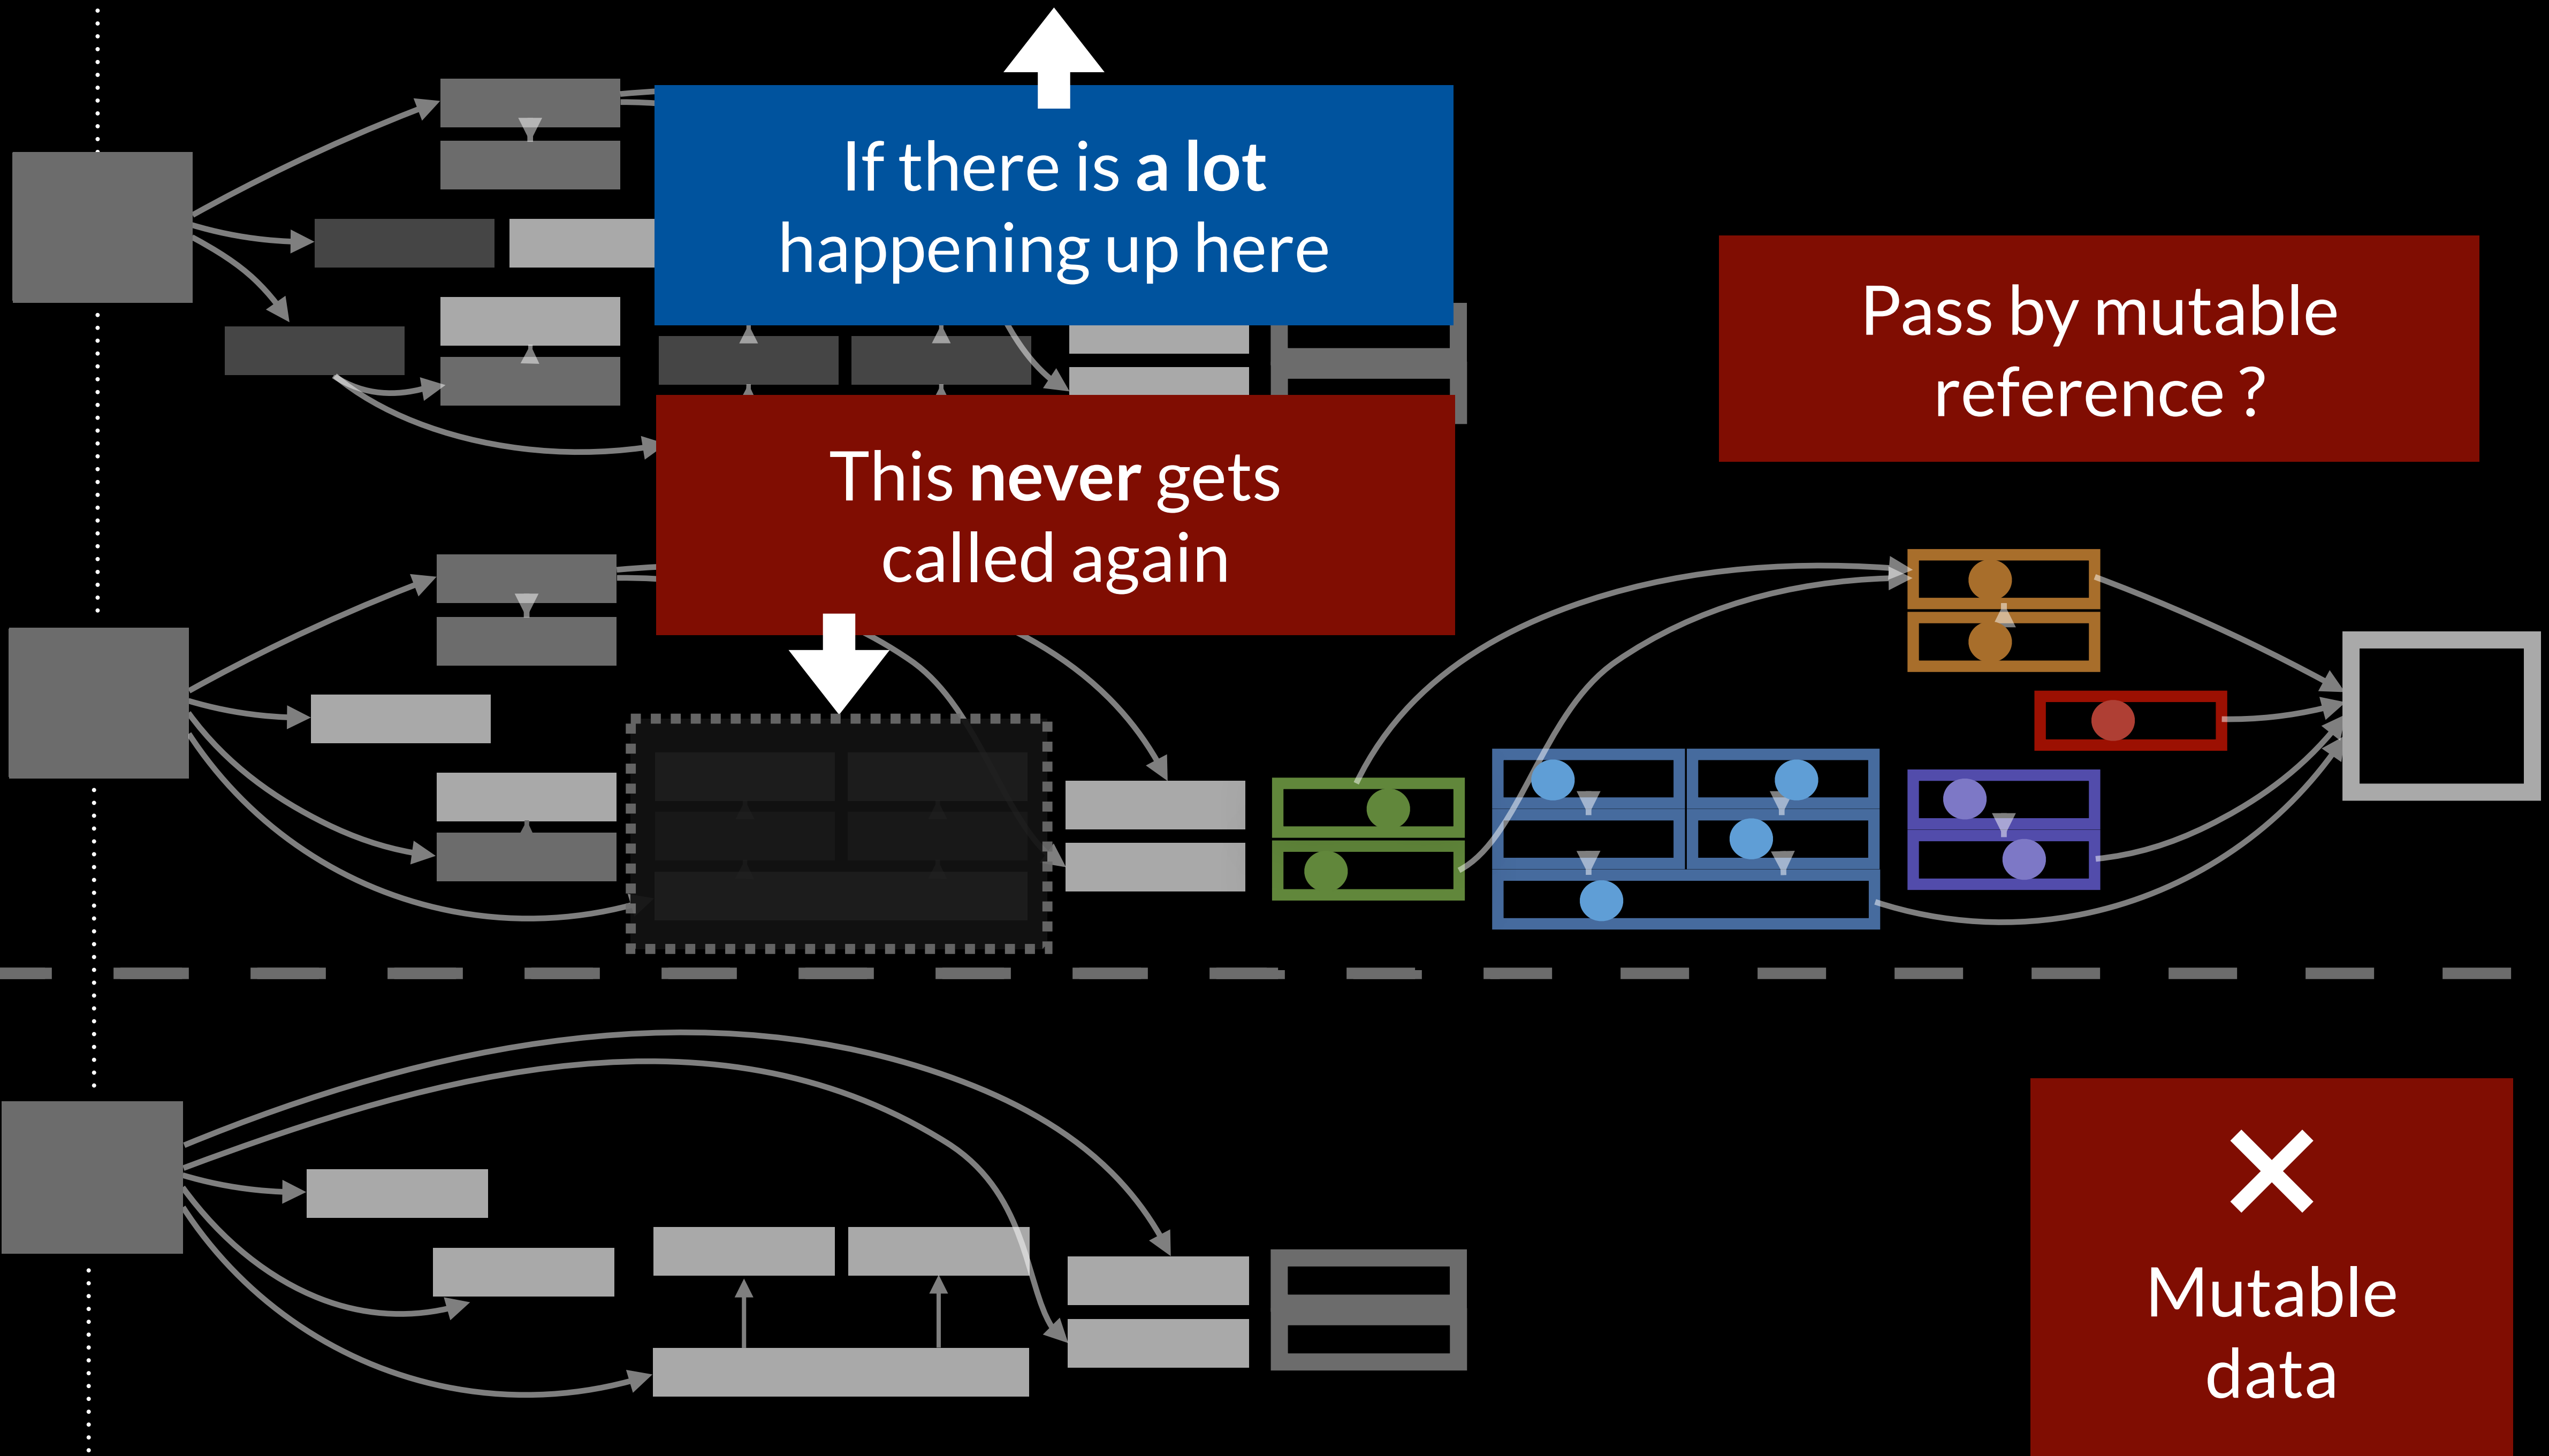 If there is a lot
happening up here
Pass by mutable
reference ?
This never gets
called again
Mutable
data